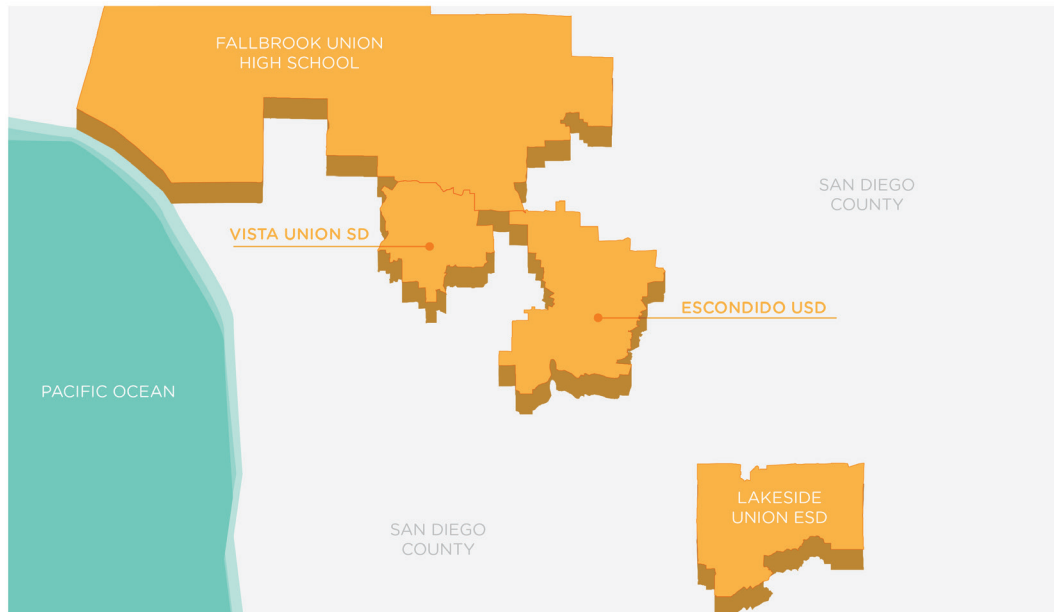 FALLBROOK UNION
HIGH SCHOOL
SAN DIEGO
COUNTY
VISTA UNION SD
ESCONDIDO USD
PACIFIC OCEAN
LAKESIDE
UNION ESD
SAN DIEGO
COUNTY